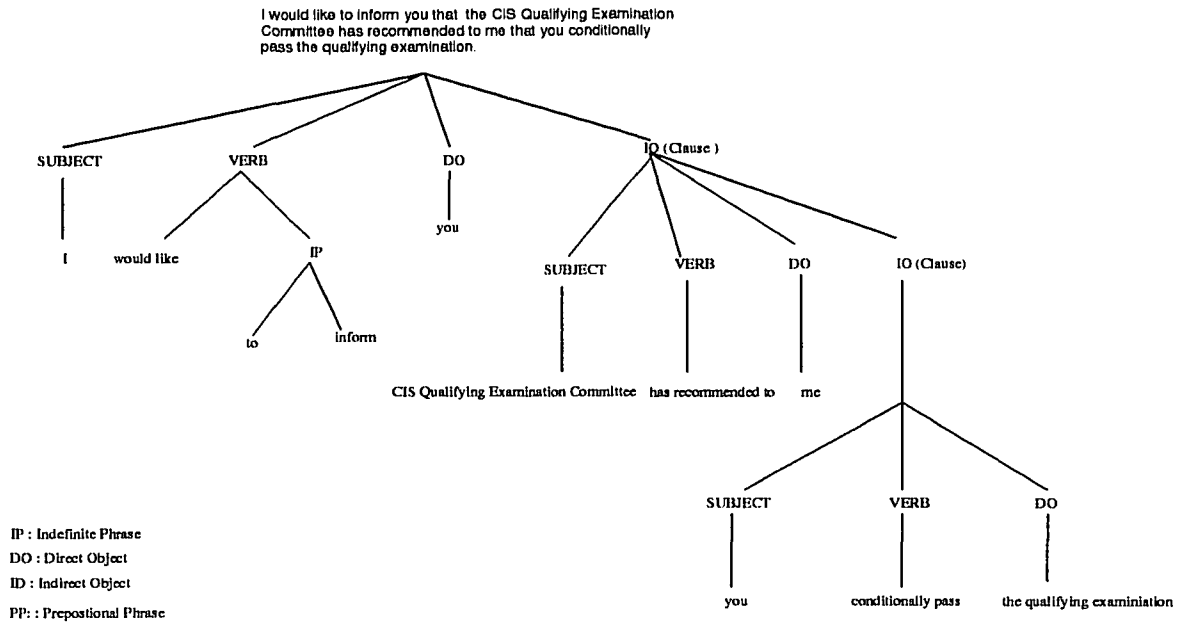 I would like to inform you that the CIS Qualifying Examination
Committee has recommended to me that you conditionally
pass the qualifying examination.
SUBJECT VERB DO IO (Clause )
I would like IP you
SUBJECT VERB DO IO (Clause)
to inform
CIS Qualifying Examination Committee has recommended to me
SUBJECT VERB DO
you conditionally pass the qualifying examiniation
IP : Indefinite Phrase
DO : Direct Object
ID : Indirect Object
PP: : Prepostional Phrase